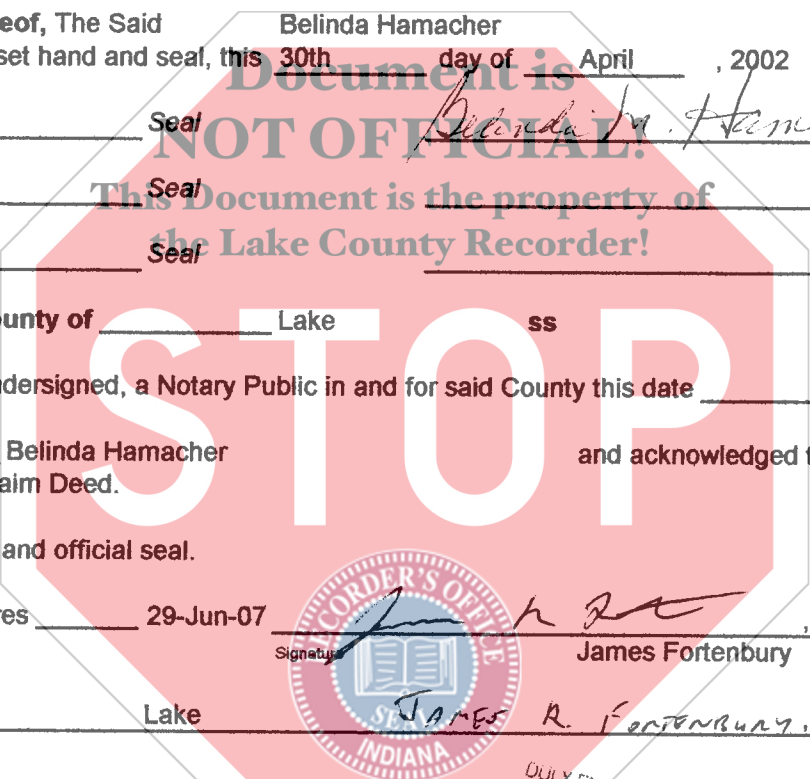 eof, The Said Belinda Hamacher
set hand and seal, this 30th day of April , 2002
Document is
Seal Belinda M. Ham
NOT OFFICIAL!
Seal
This Document is the property of
the Lake County Recorder!
Seal
ounty of Lake ss
STOP
ndersigned, a Notary Public in and for said County this date
Belinda Hamacher and acknowledged t
aim Deed.
and official seal.
RECORDER'S OFFICE
res 29-Jun-07
Signature James Fortenbury
SEAL
Lake JAMES R. FORTENBURY.
INDIANA